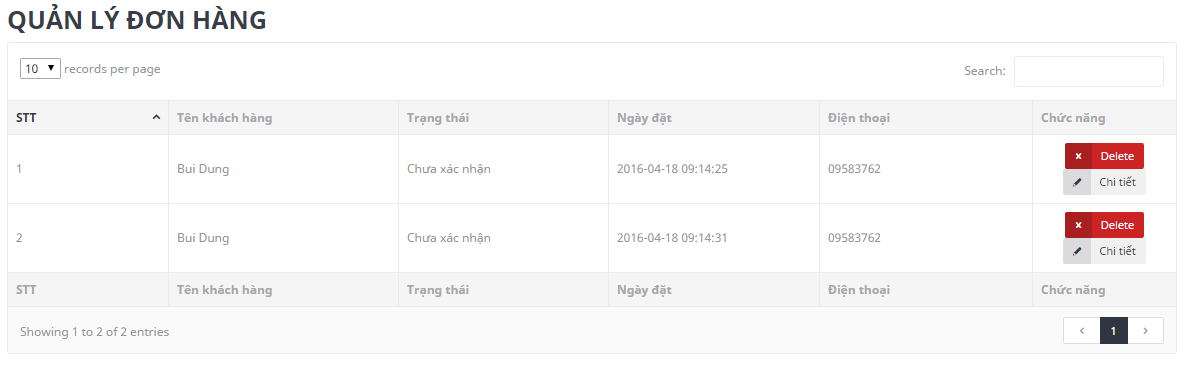 QUẢN LÝ ĐƠN HÀNG
10 records per page Search:
STT Tên khách hàng Trạng thái Ngày đặt Điện thoại Chức năng
1 Bui Dung Chưa xác nhận 2016-04-18 09:14:25 09583762 Delete
Chi tiết
2 Bui Dung Chưa xác nhận 2016-04-18 09:14:31 09583762 Delete
Chi tiết
STT Tên khách hàng Trạng thái Ngày đặt Điện thoại Chức năng
Showing 1 to 2 of 2 entries 1